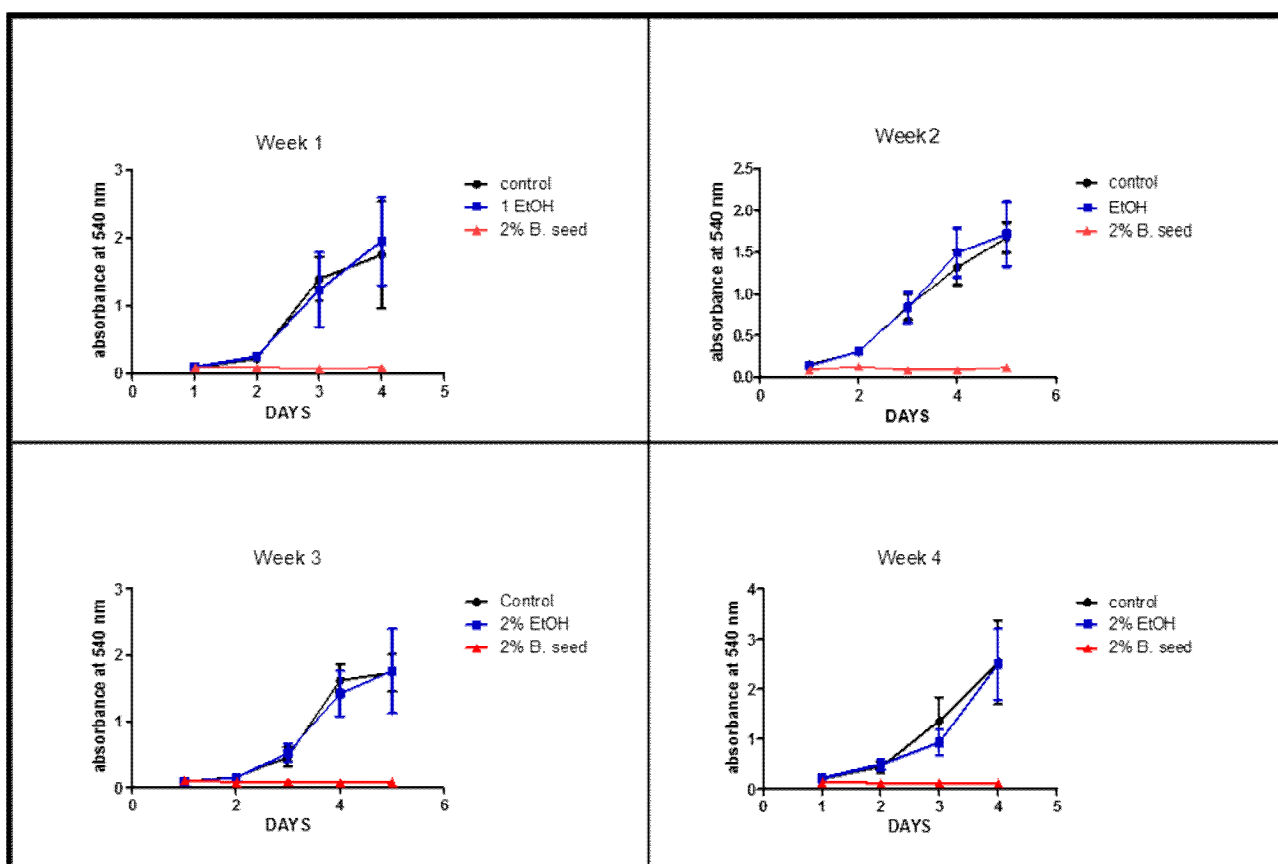 Week 1
absorbance at 540 nm
3
2
1
0
0 1 2 3 4 5
DAYS
control
1 EtOH
2% B. seed
Week2
absorbance at 540 nm
2.5
2.0
1.5
1.0
0.5
0.0
0 2 4 6
DAYS
control
EtOH
2% B. seed
Week 3
absorbance at 540 nm
3
2
1
0
0 2 4 6
DAYS
Control
2% EtOH
2% B. seed
Week 4
absorbance at 540 nm
4
3
2
1
0
0 1 2 3 4 5
DAYS
control
2% EtOH
2% B. seed